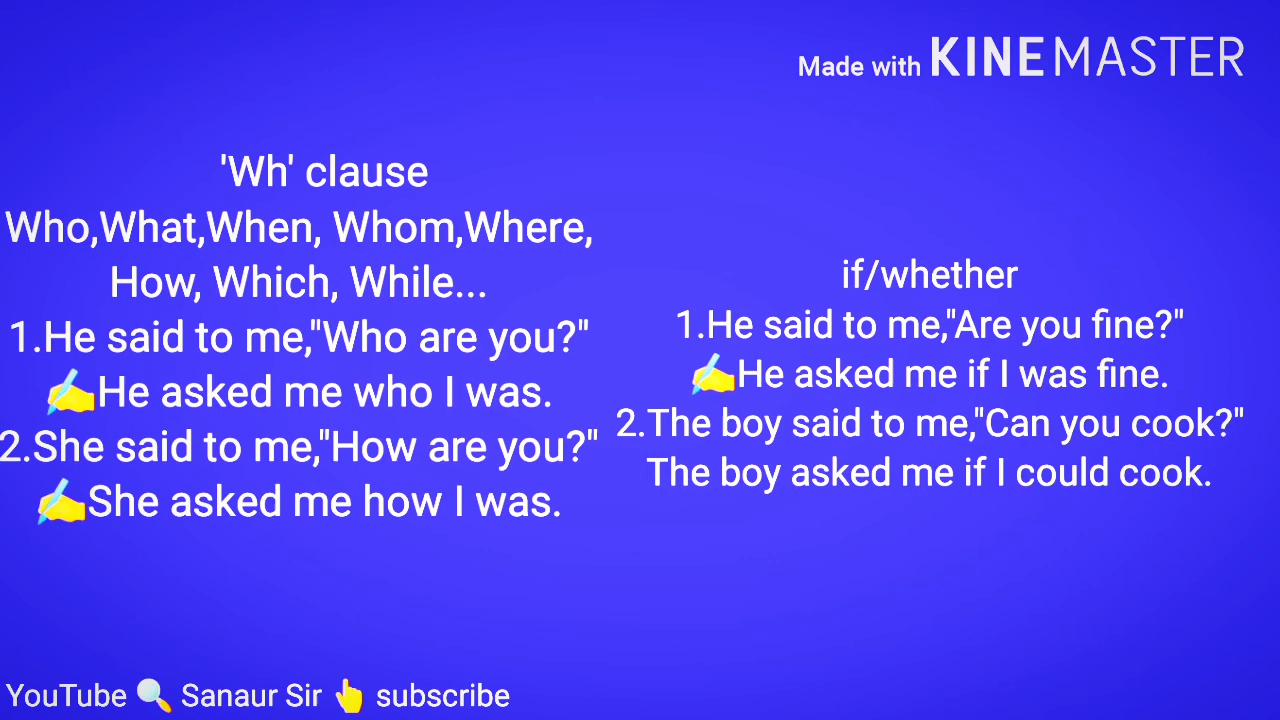 Made with KINEMASTER
'Wh' clause
Who,What,When, Whom,Where,
How, Which, While...
1.He said to me,"Who are you?"
✍He asked me who I was.
2.She said to me,"How are you?"
✍She asked me how I was.
if/whether
1.He said to me,"Are you fine?"
✍He asked me if I was fine.
2.The boy said to me,"Can you cook?"
The boy asked me if I could cook.
YouTube 🔍 Sanaur Sir 👆 subscribe